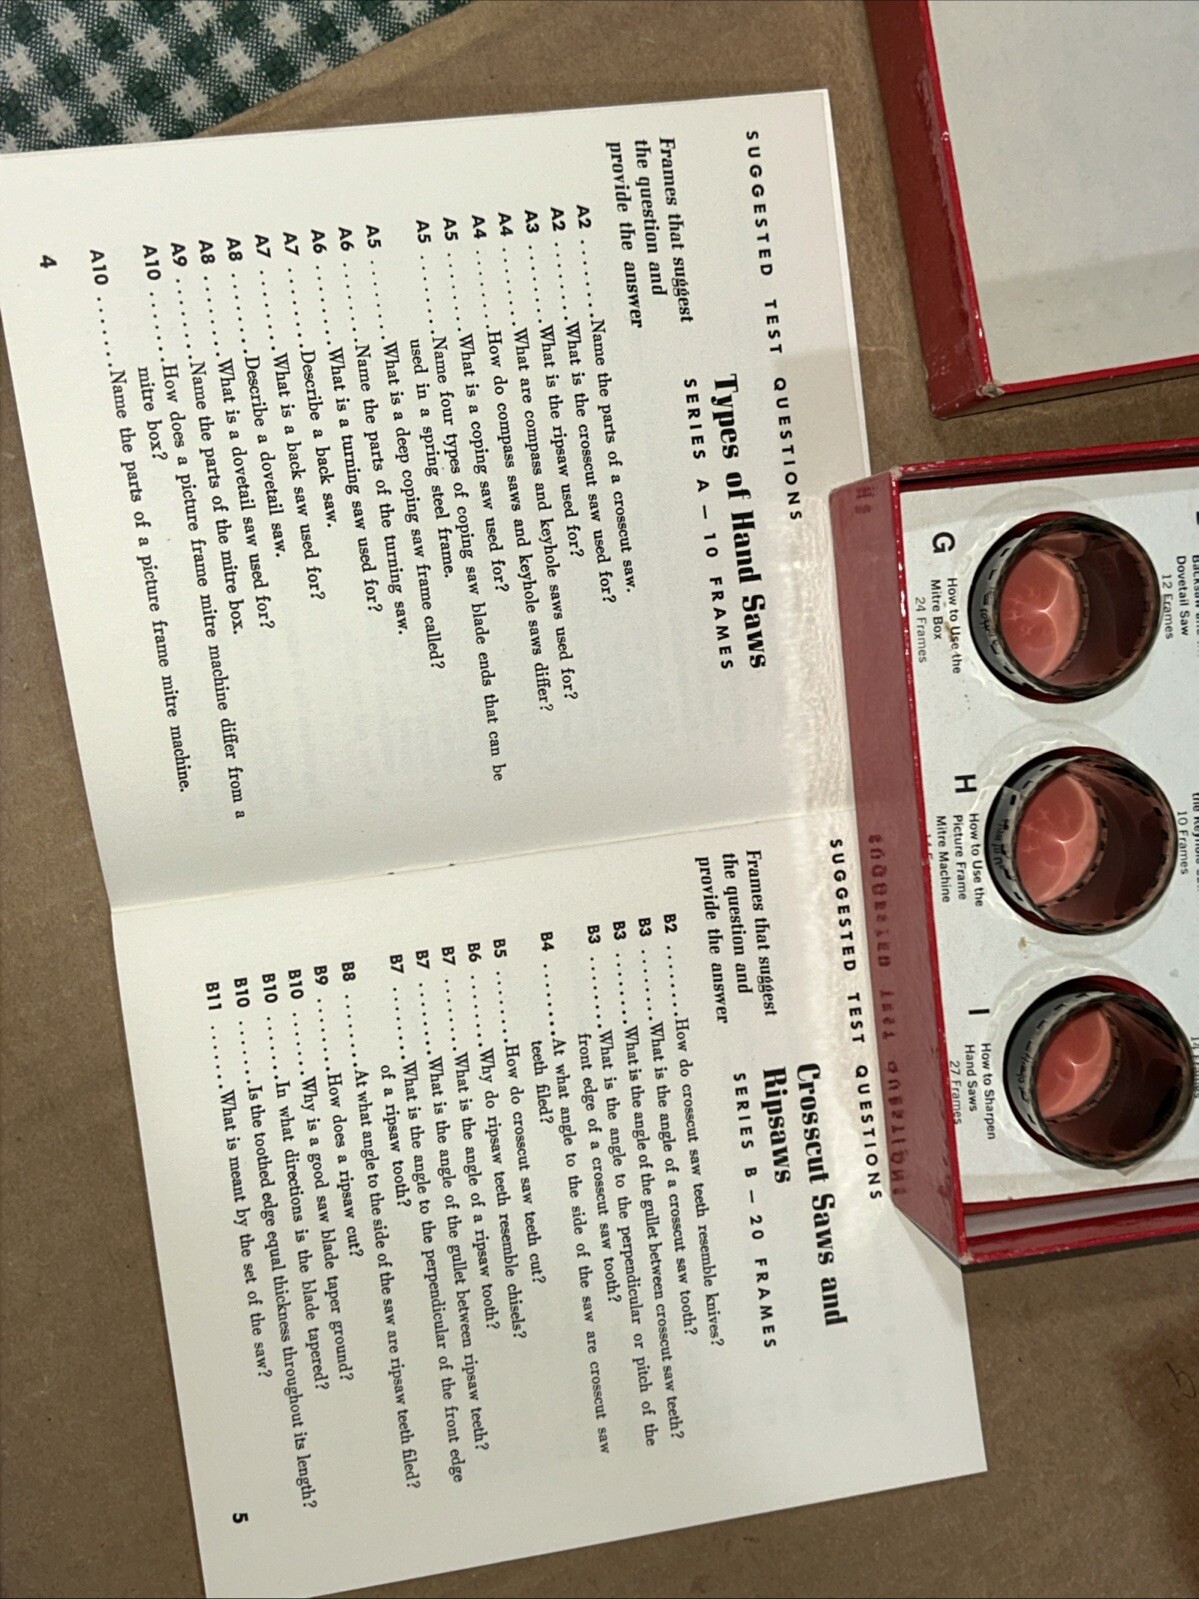 SUGGESTED TEST QUESTIONS
Types of Hand Saws
SERIES A — 10 FRAMES
Frames that suggest
the question and
provide the answer
A2 ........Name the parts of a crosscut saw.
A2 ........What is the crosscut saw used for?
A3 ........What is the ripsaw used for?
A4 ........What are compass and keyhole saws used for?
A4 ........How do compass saws and keyhole saws differ?
A5 ........What is a coping saw used for?
A5 ........Name four types of coping saw blade ends that can be
used in a spring steel frame.
A5 ........What is a deep coping saw frame called?
A6 ........Name the parts of the turning saw.
A6 ........What is a turning saw used for?
A7 ........Describe a back saw.
A7 ........What is a back saw used for?
A8 ........Describe a dovetail saw.
A8 ........What is a dovetail saw used for?
A9 ........Name the parts of the mitre box.
A10 .......How does a picture frame mitre machine differ from a
mitre box?
A10 .......Name the parts of a picture frame mitre machine.
4
SUGGESTED TEST QUESTIONS
Crosscut Saws and
Ripsaws
SERIES B — 20 FRAMES
Frames that suggest
the question and
provide the answer
B2 ........How do crosscut saw teeth resemble knives?
B3 ........What is the angle of a crosscut saw tooth?
B3 ........What is the angle of the gullet between crosscut saw teeth?
B3 ........What is the angle to the perpendicular or pitch of the
front edge of a crosscut saw tooth?
B4 ........At what angle to the side of the saw are crosscut saw
teeth filed?
B5 ........How do crosscut saw teeth cut?
B6 ........Why do ripsaw teeth resemble chisels?
B7 ........What is the angle of a ripsaw tooth?
B7 ........What is the angle of the gullet between ripsaw teeth?
B7 ........What is the angle to the perpendicular of the front edge
of a ripsaw tooth?
B8 ........At what angle to the side of the saw are ripsaw teeth filed?
B9 ........How does a ripsaw cut?
B10 .......Why is a good saw blade taper ground?
B10 .......In what directions is the blade tapered?
B10 .......Is the toothed edge equal thickness throughout its length?
B11 .......What is meant by the set of the saw?
5
Dovetail Saw
12 Frames
10 Frames
G
How to Use the
Mitre Box
24 Frames
H
How to Use the
Picture Frame
Mitre Machine
I
How to Sharpen
Hand Saws
27 Frames